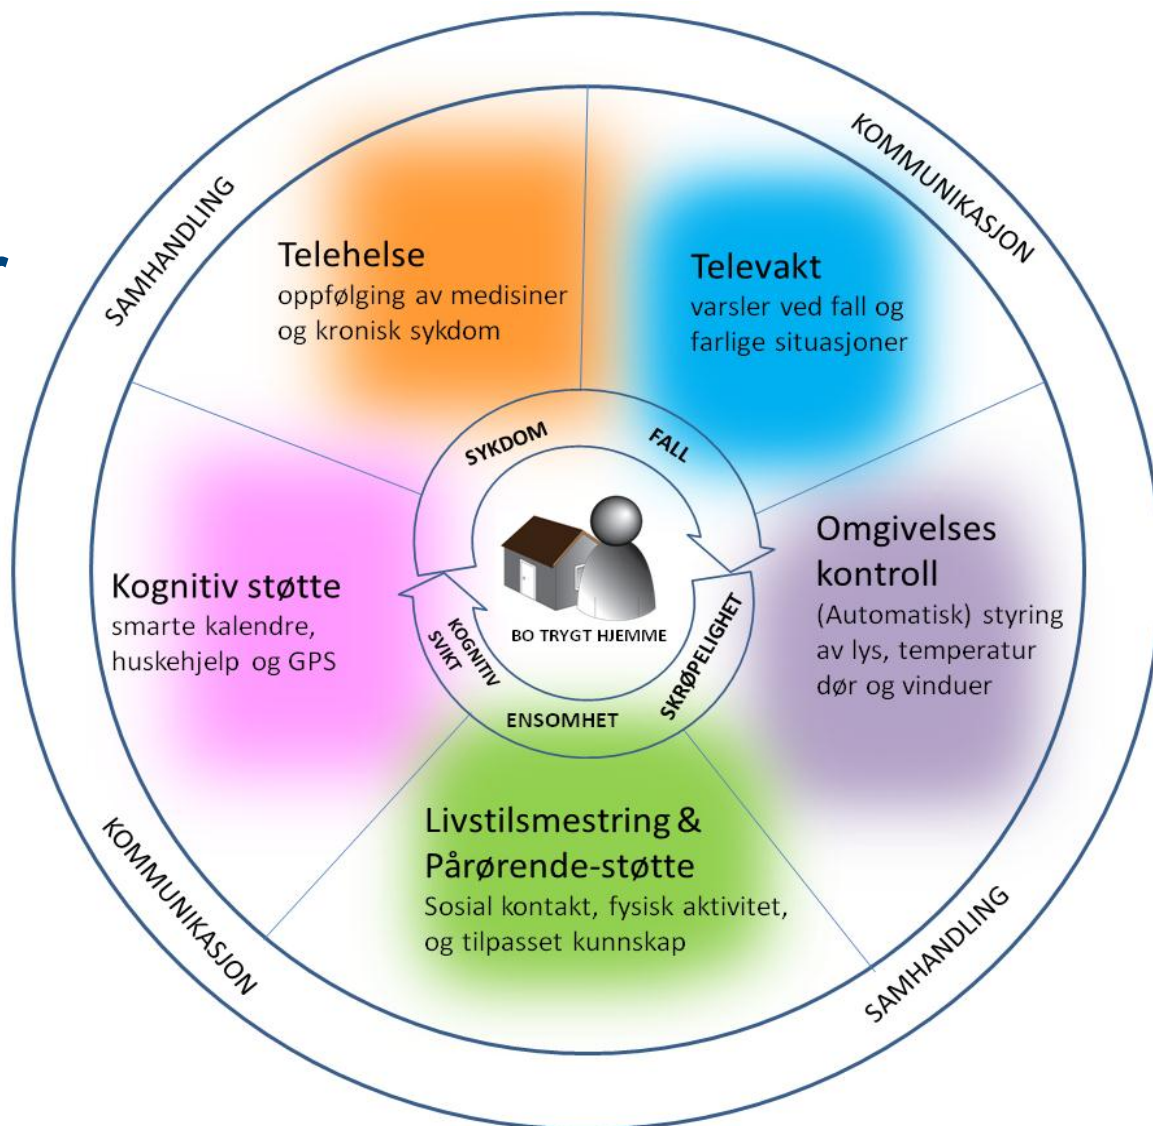 SAMHANDLING
KOMMUNIKASJON
Telehelse
oppfølging av medisiner
og kronisk sykdom
Televakt
varsler ved fall og
farlige situasjoner
SYKDOM
FALL
Omgivelses
kontroll
(Automatisk) styring
av lys, temperatur
dør og vinduer
Kognitiv støtte
smarte kalendre,
huskehjelp og GPS
BO TRYGT HJEMME
KOGNITIV
SVIKT
ENSOMHET
SKRØPELIGHET
Livstilsmestring &
Pårørende-støtte
Sosial kontakt, fysisk aktivitet,
og tilpasset kunnskap
KOMMUNIKASJON
SAMHANDLING